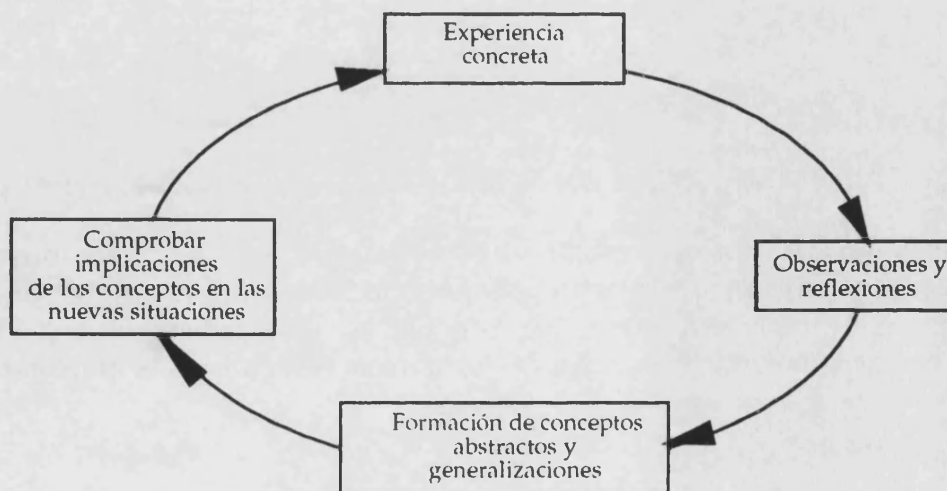 Experiencia
concreta
Observaciones y
reflexiones
Formación de conceptos
abstractos y
generalizaciones
Comprobar
implicaciones
de los conceptos en las
nuevas situaciones